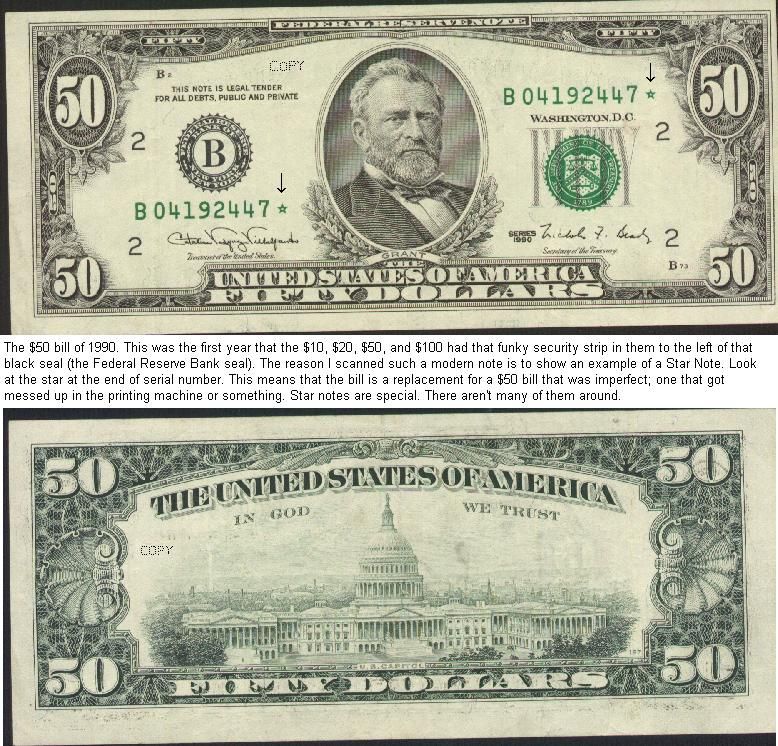 FEDERAL RESERVE NOTE
FIFTY
FIFTY
50
50
B 2
COPY
THIS NOTE IS LEGAL TENDER
FOR ALL DEBTS, PUBLIC AND PRIVATE
B 04192447 ★
WASHINGTON, D.C.
2
2
B
1789
B 04192447 ★
SERIES
1990
2
2
Treasurer of the United States.
Secretary of the Treasury.
GRANT
B 73
50
50
UNITED STATES OF AMERICA
FIFTY DOLLARS
The $50 bill of 1990. This was the first year that the $10, $20, $50, and $100 had that funky security strip in them to the left of that
black seal (the Federal Reserve Bank seal). The reason I scanned such a modern note is to show an example of a Star Note. Look
at the star at the end of serial number. This means that the bill is a replacement for a $50 bill that was imperfect; one that got
messed up in the printing machine or something. Star notes are special. There aren't many of them around.
50
50
THE UNITED STATES OF AMERICA
IN GOD WE TRUST
COPY
U.S. CAPITOL
50
50
FIFTY DOLLARS